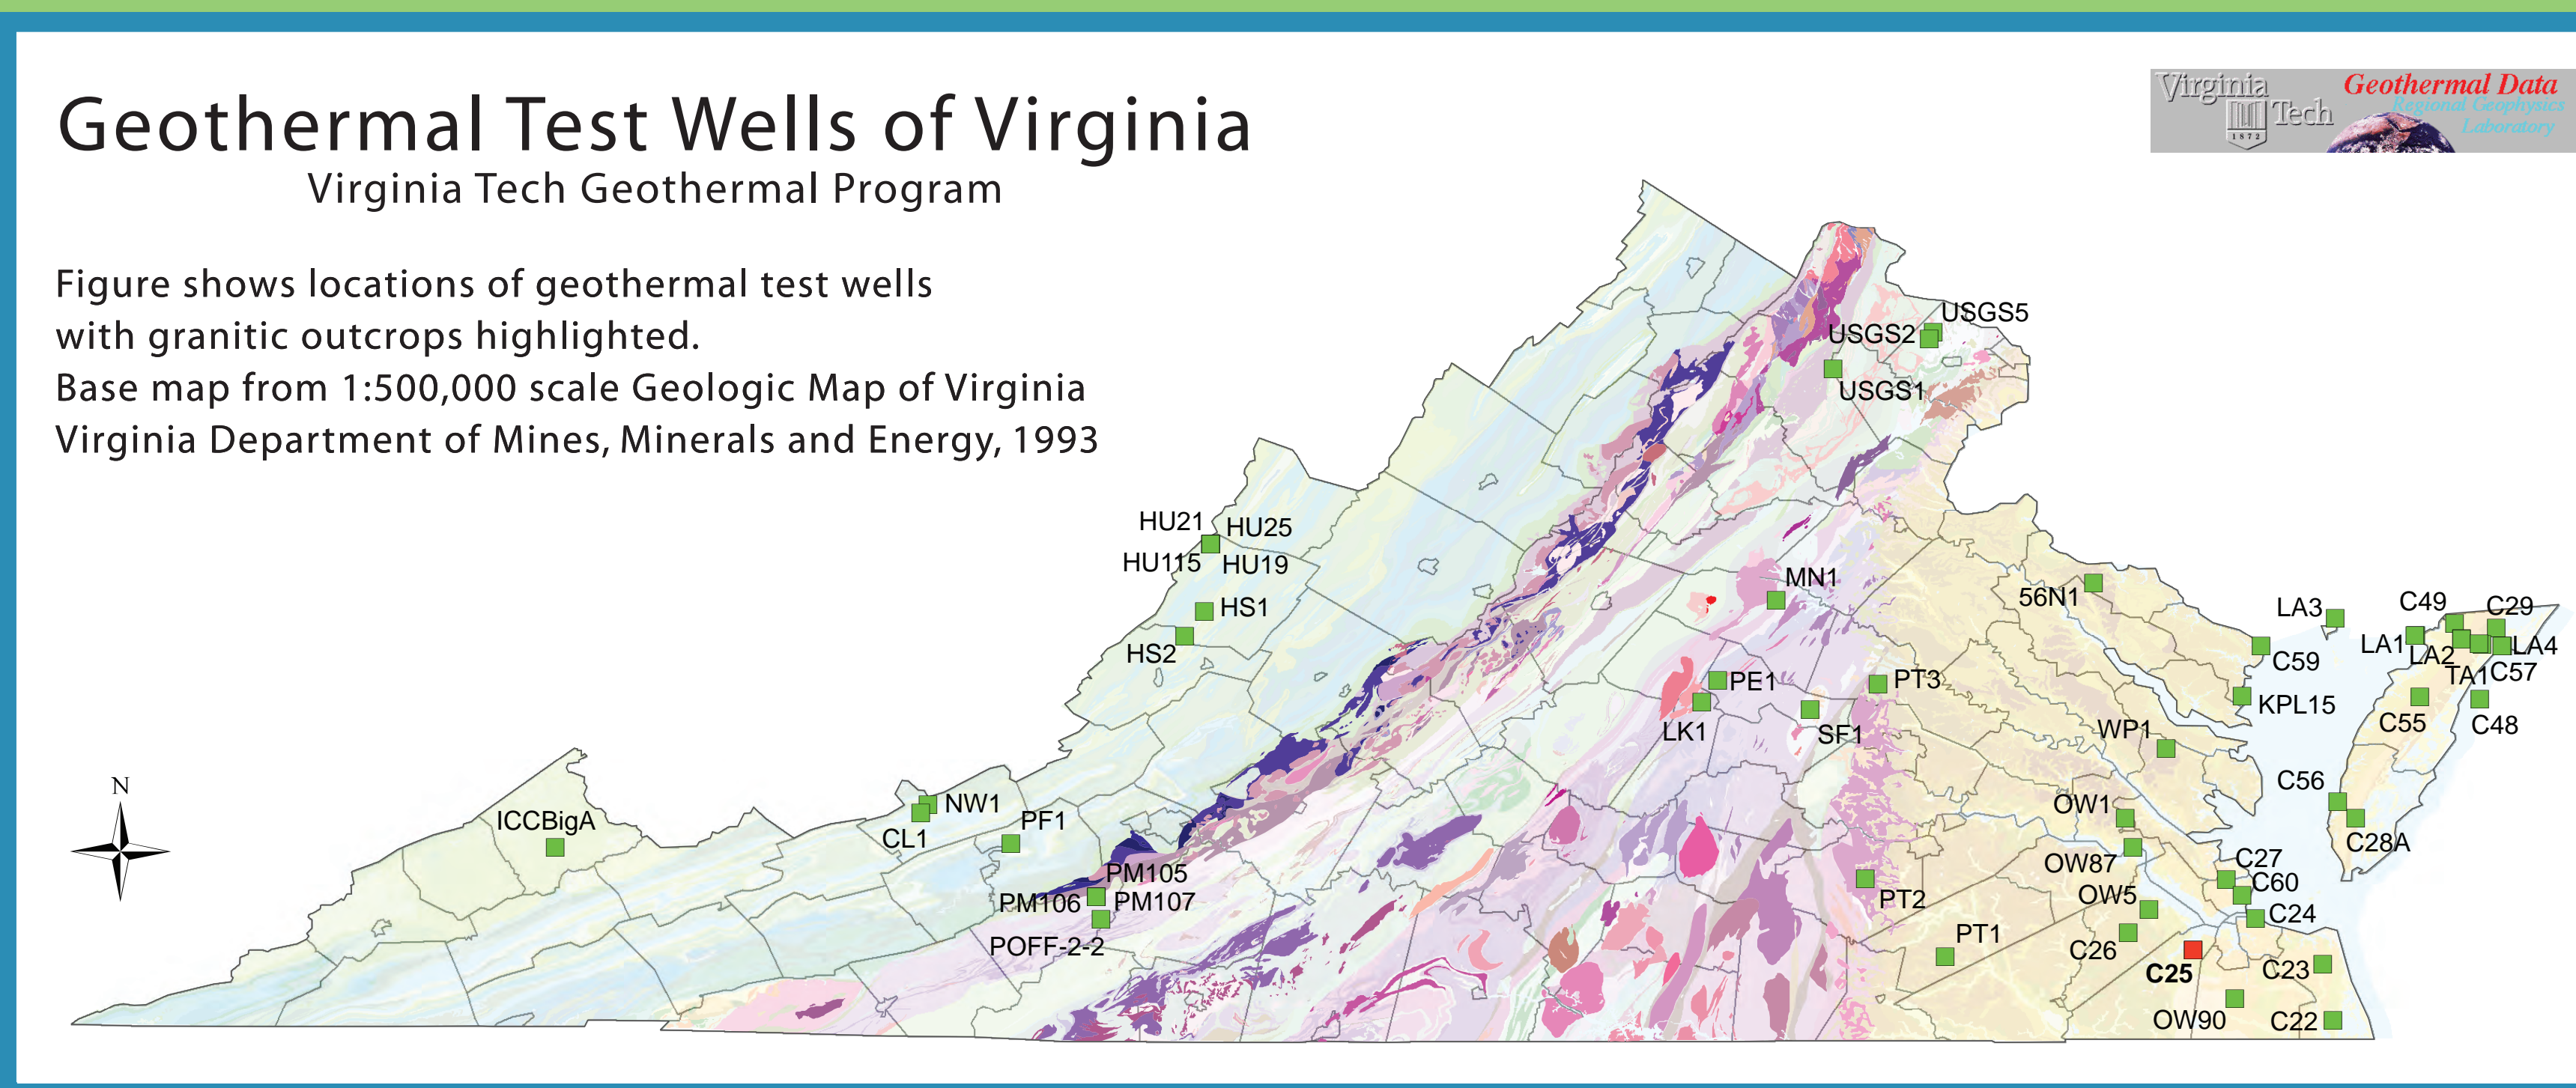 Geothermal Test Wells of Virginia
Virginia Tech Geothermal Program
Figure shows locations of geothermal test wells
with granitic outcrops highlighted.
Base map from 1:500,000 scale Geologic Map of Virginia
Virginia Department of Mines, Minerals and Energy, 1993
Virginia
Tech
1872
Geothermal Data
Regional Geophysics
Laboratory
USGS5
USGS2
USGS1
HU21
HU25
HU115
HU19
HS1
HS2
MN1
56N1
LA3
C49
C29
LA1
LA2
LA4
C59
TA1
C57
PE1
PT3
KPL15
LK1
SF1
WP1
C55
C48
N
C56
NW1
OW1
ICCBigA
PF1
CL1
C28A
OW87
C27
PM105
C60
PM106
PM107
OW5
PT2
C24
POFF-2-2
PT1
C26
C25
C23
OW90
C22